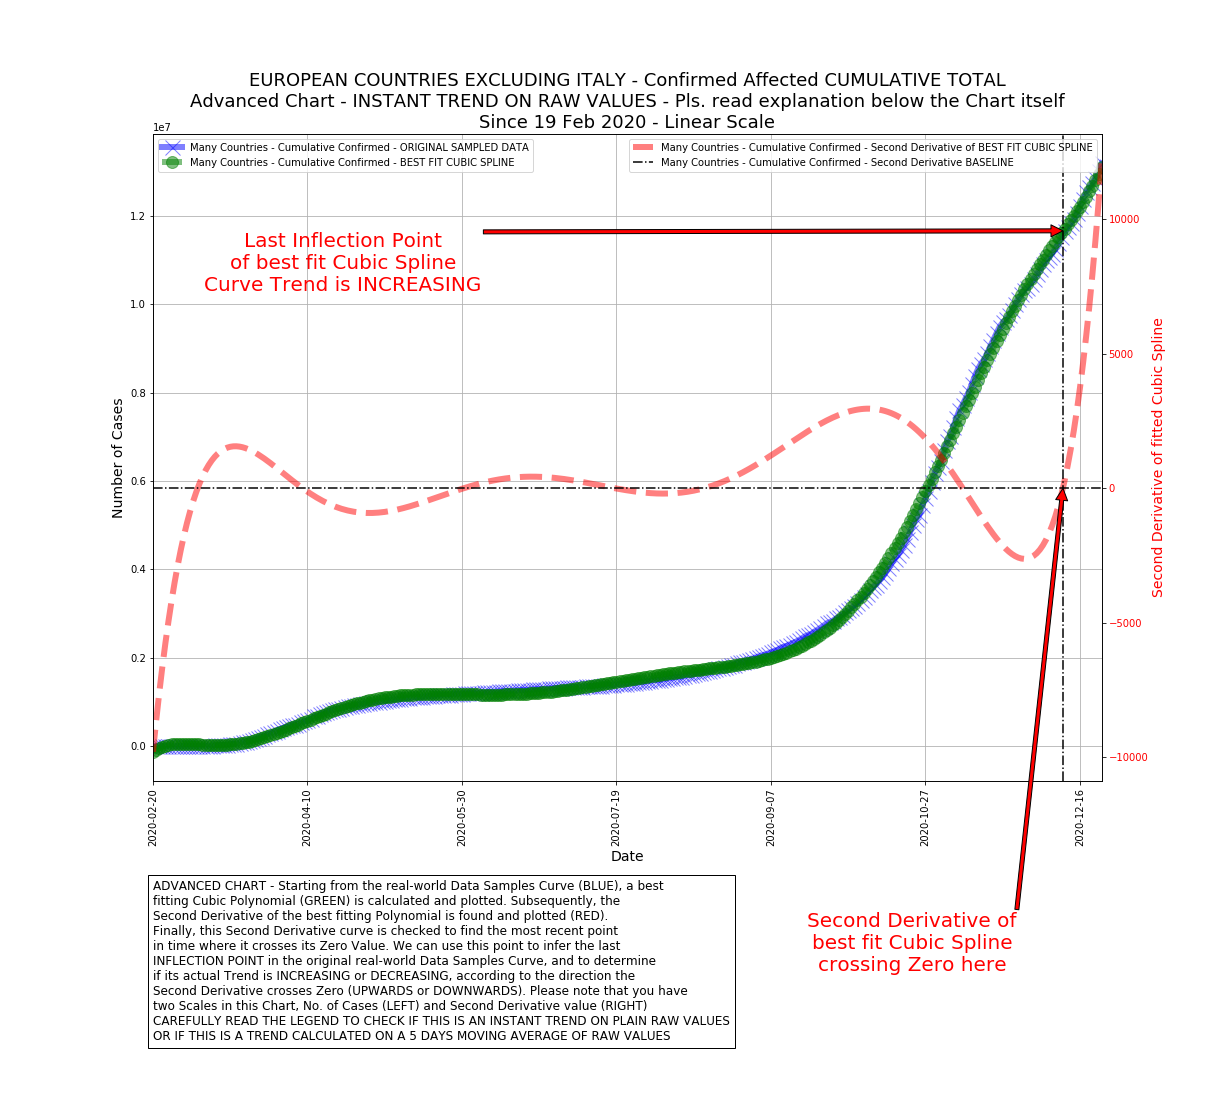 EUROPEAN COUNTRIES EXCLUDING ITALY - Confirmed Affected CUMULATIVE TOTAL
Advanced Chart - INSTANT TREND ON RAW VALUES - Pls. read explanation below the Chart itself
Since 19 Feb 2020 - Linear Scale
1e7
Many Countries - Cumulative Confirmed - ORIGINAL SAMPLED DATA
Many Countries - Cumulative Confirmed - BEST FIT CUBIC SPLINE
Many Countries - Cumulative Confirmed - Second Derivative of BEST FIT CUBIC SPLINE
Many Countries - Cumulative Confirmed - Second Derivative BASELINE
Last Inflection Point
of best fit Cubic Spline
Curve Trend is INCREASING
Number of Cases
1.2
1.0
0.8
0.6
0.4
0.2
0.0
10000
5000
0
−5000
−10000
Second Derivative of fitted Cubic Spline
2020-02-20
2020-04-10
2020-05-30
2020-07-19
2020-09-07
2020-10-27
2020-12-16
Date
ADVANCED CHART - Starting from the real-world Data Samples Curve (BLUE), a best
fitting Cubic Polynomial (GREEN) is calculated and plotted. Subsequently, the
Second Derivative of the best fitting Polynomial is found and plotted (RED).
Finally, this Second Derivative curve is checked to find the most recent point
in time where it crosses its Zero Value. We can use this point to infer the last
INFLECTION POINT in the original real-world Data Samples Curve, and to determine
if its actual Trend is INCREASING or DECREASING, according to the direction the
Second Derivative crosses Zero (UPWARDS or DOWNWARDS). Please note that you have
two Scales in this Chart, No. of Cases (LEFT) and Second Derivative value (RIGHT)
CAREFULLY READ THE LEGEND TO CHECK IF THIS IS AN INSTANT TREND ON PLAIN RAW VALUES
OR IF THIS IS A TREND CALCULATED ON A 5 DAYS MOVING AVERAGE OF RAW VALUES
Second Derivative of
best fit Cubic Spline
crossing Zero here